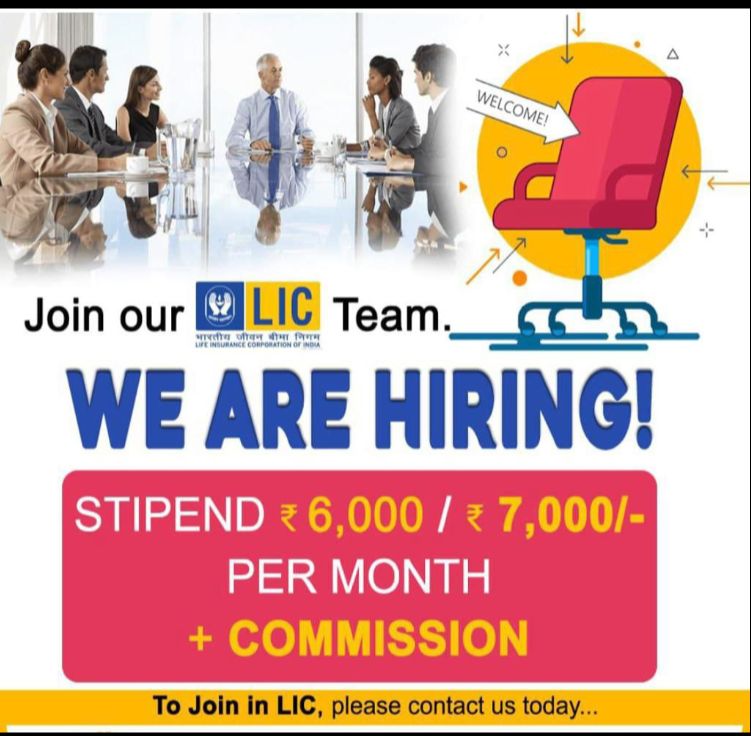 WELCOME!
Join our LIC Team.
भारतीय जीवन बीमा निगम
LIFE INSURANCE CORPORATION OF INDIA
WE ARE HIRING!
STIPEND ₹ 6,000 / ₹ 7,000/-
PER MONTH
+ COMMISSION
To Join in LIC, please contact us today...